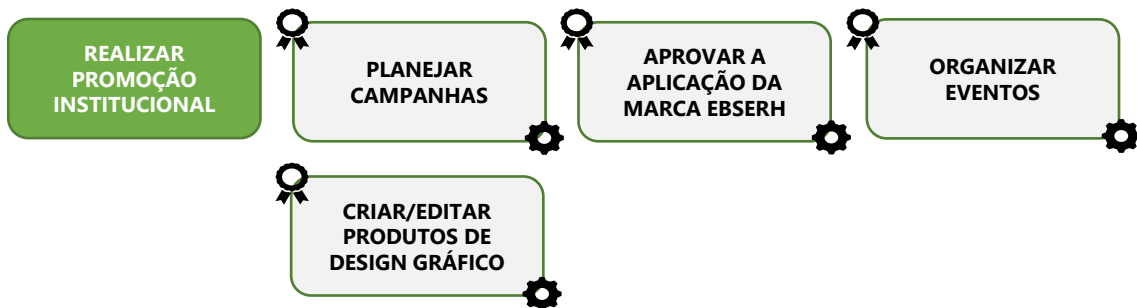 REALIZAR
PROMOÇÃO
INSTITUCIONAL
PLANEJAR
CAMPANHAS
APROVAR A
APLICAÇÃO DA
MARCA EBSERH
ORGANIZAR
EVENTOS
CRIAR/EDITAR
PRODUTOS DE
DESIGN GRÁFICO